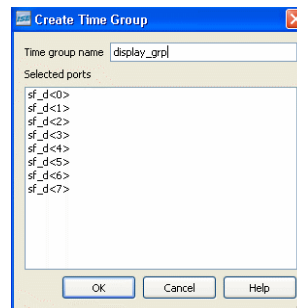 Create Time Group
Time group name display_grp
Selected ports
sf_d<0>
sf_d<1>
sf_d<2>
sf_d<3>
sf_d<4>
sf_d<5>
sf_d<6>
sf_d<7>
OK Cancel Help